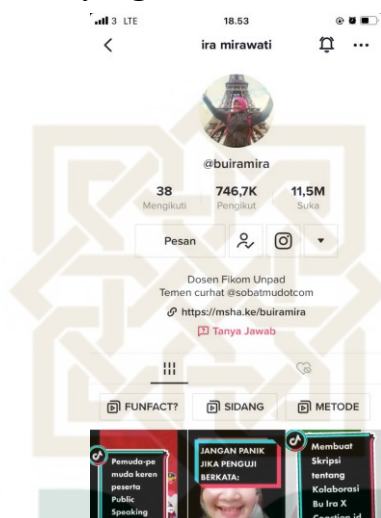 3 LTE 18.53
ira mirawati
@buiramira
38 746,7K 11,5M
Mengikuti Pengikut Suka
Pesan
Dosen Fikom Unpad
Temen curhat @sobatmudotcom
https://msha.ke/buiramira
Tanya Jawab
FUNFACT? SIDANG METODE
Pemuda-pe
muda keren
peserta
Public
Speaking
JANGAN PANIK
JIKA PENGUJI
BERKATA:
Membuat
Skripsi
tentang
Kolaborasi
Bu Ira X